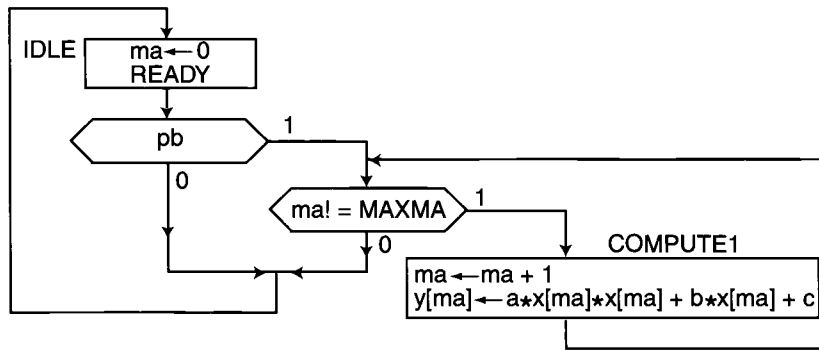 IDLE
ma←0
READY
pb
1
0
ma! = MAXMA
1
0
COMPUTE1
ma←ma + 1
y[ma]←a*x[ma]*x[ma] + b*x[ma] + c